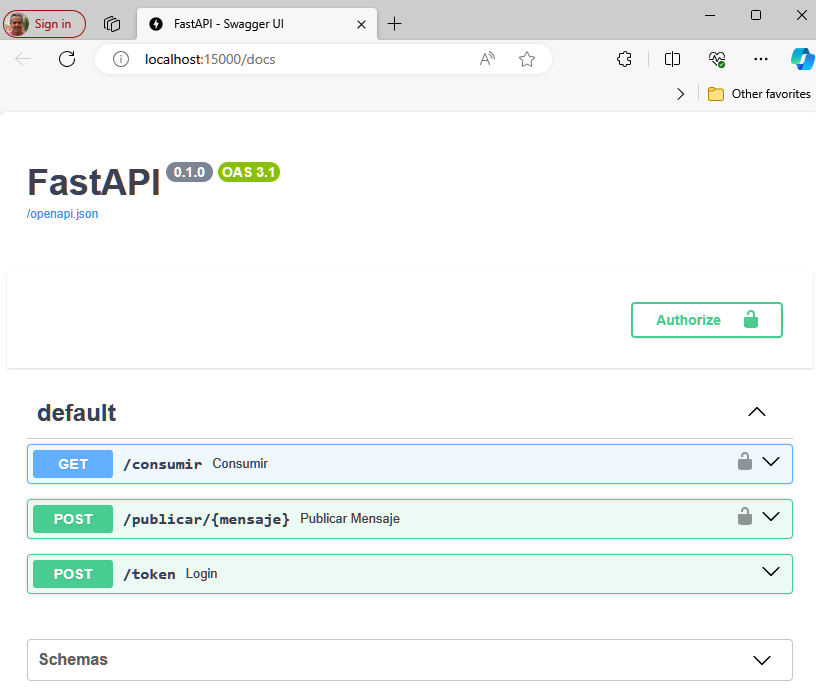 Sign in
FastAPI - Swagger UI
localhost:15000/docs
Other favorites
FastAPI 0.1.0 OAS 3.1
/openapi.json
Authorize
default
GET /consumir Consumir
POST /publicar/{mensaje} Publicar Mensaje
POST /token Login
Schemas